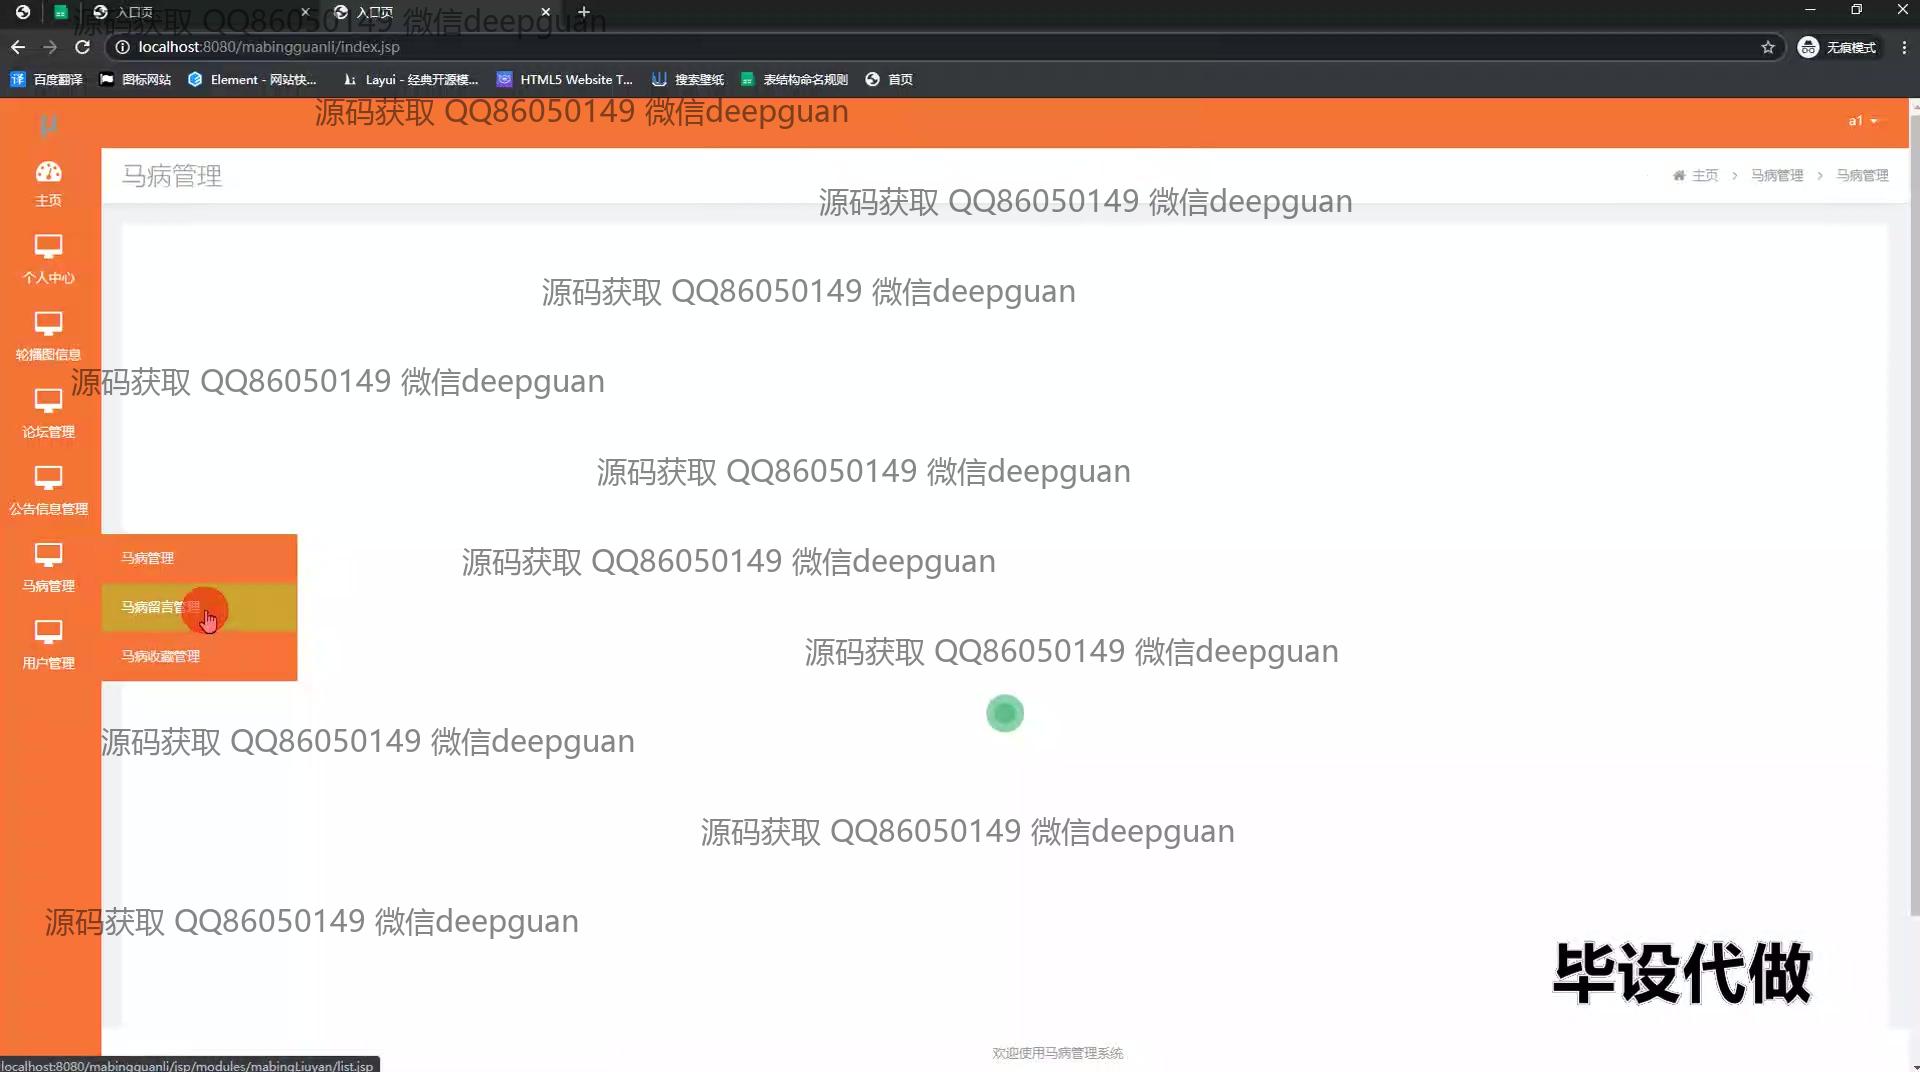 入口页
入口页
源码获取 QQ86050149 微信deepguan
localhost:8080/mabingguanli/index.jsp
无痕模式
百度翻译
图标网站
Element - 网站快...
Layui - 经典开源模...
HTML5 Website T...
搜索壁纸
表结构命名规则
首页
源码获取 QQ86050149 微信deepguan
μ
a1
马病管理
主页 > 马病管理 > 马病管理
源码获取 QQ86050149 微信deepguan
主页
个人中心
源码获取 QQ86050149 微信deepguan
轮播图信息
源码获取 QQ86050149 微信deepguan
论坛管理
源码获取 QQ86050149 微信deepguan
公告信息管理
马病管理
源码获取 QQ86050149 微信deepguan
马病管理
马病留言管理
马病收藏管理
源码获取 QQ86050149 微信deepguan
用户管理
源码获取 QQ86050149 微信deepguan
源码获取 QQ86050149 微信deepguan
源码获取 QQ86050149 微信deepguan
毕设代做
欢迎使用马病管理系统
localhost:8080/mabingguanli/jsp/modules/mabingLiuyan/list.jsp